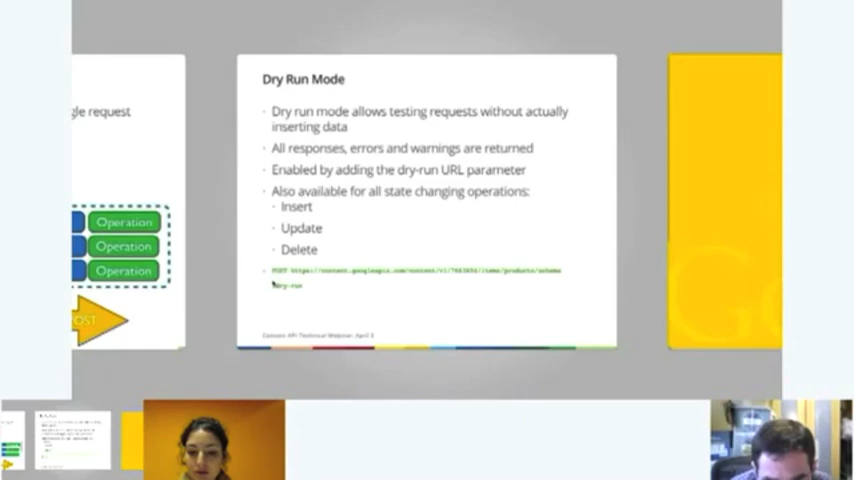 gle request
Operation
Operation
Operation
OST
Dry Run Mode
· Dry run mode allows testing requests without actually
inserting data
· All responses, errors and warnings are returned
· Enabled by adding the dry-run URL parameter
· Also available for all state changing operations:
· Insert
· Update
· Delete
· POST https://content.googleapis.com/content/v1/
dry-run
Content API Technical Webinar, April 3
Go